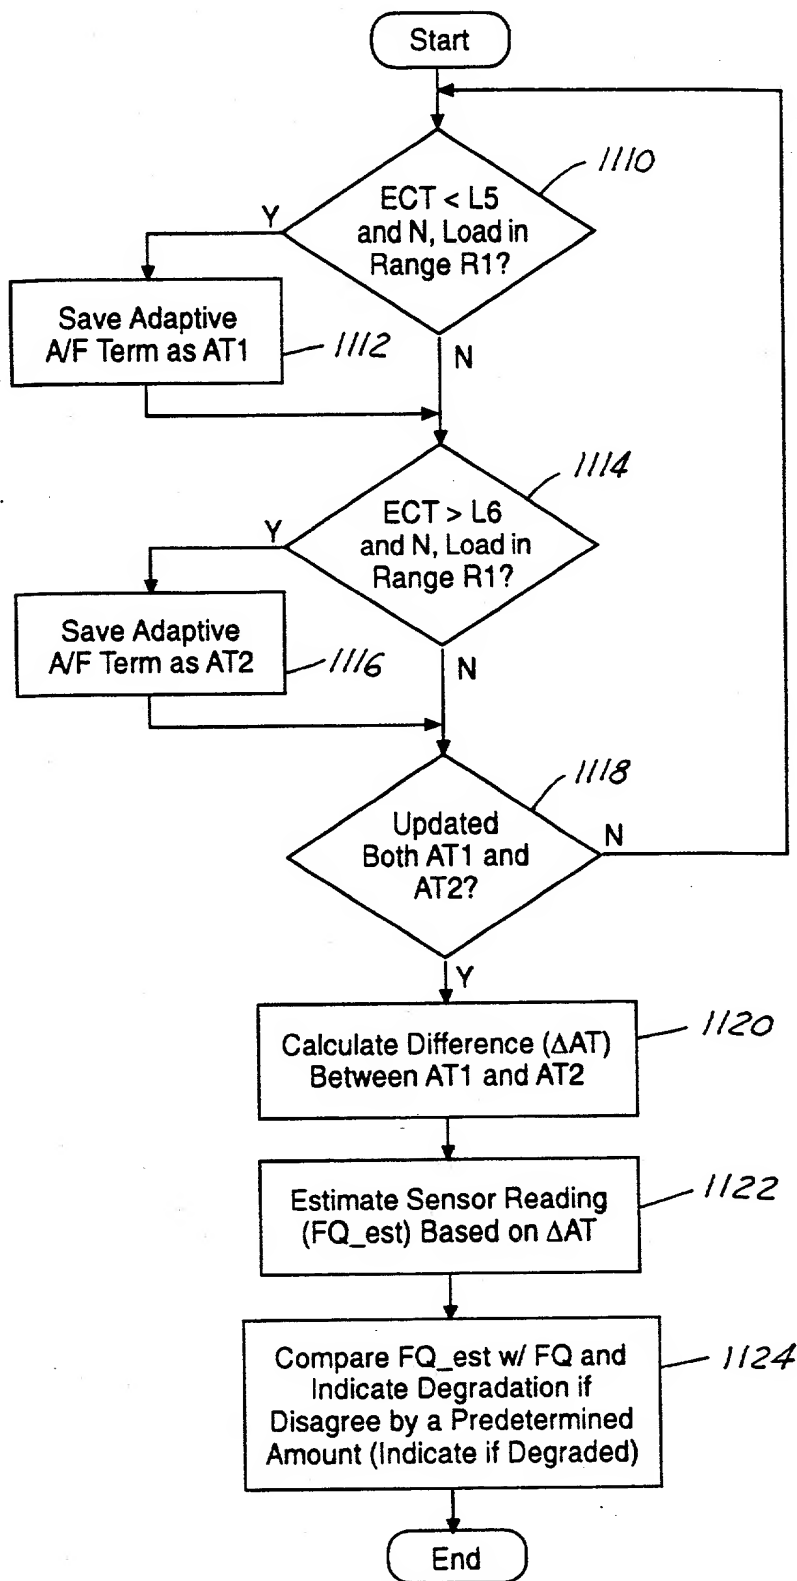 Start
1110
ECT < L5
and N, Load in
Range R1?
Y
Save Adaptive
A/F Term as AT1
1112
N
1114
ECT > L6
and N, Load in
Range R1?
Y
Save Adaptive
A/F Term as AT2
1116
N
1118
Updated
Both AT1 and
AT2?
N
Y
Calculate Difference (ΔAT)
Between AT1 and AT2
1120
Estimate Sensor Reading
(FQ_est) Based on ΔAT
1122
Compare FQ_est w/ FQ and
Indicate Degradation if
Disagree by a Predetermined
Amount (Indicate if Degraded)
1124
End